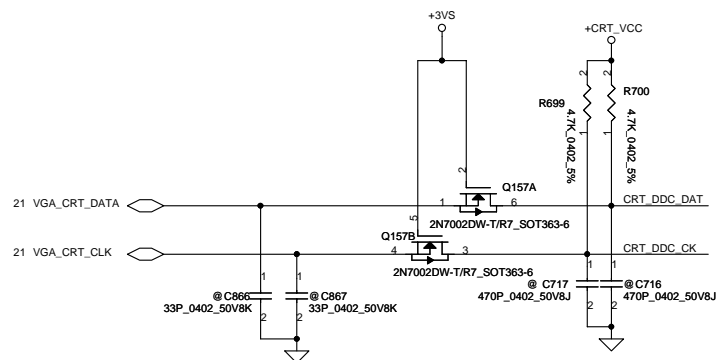 +3VS
+CRT_VCC
2
2
R699
R700
4.7K_0402_5%
4.7K_0402_5%
1
1
2
Q157A
21 VGA_CRT_DATA
1
6
CRT_DDC_DAT
2N7002DW-T/R7_SOT363-6
5
Q157B
21 VGA_CRT_CLK
4
3
CRT_DDC_CK
2N7002DW-T/R7_SOT363-6
1
1
1
1
@C866
@C867
@ C717
@C716
33P_0402_50V8K
33P_0402_50V8K
470P_0402_50V8J
470P_0402_50V8J
2
2
2
2